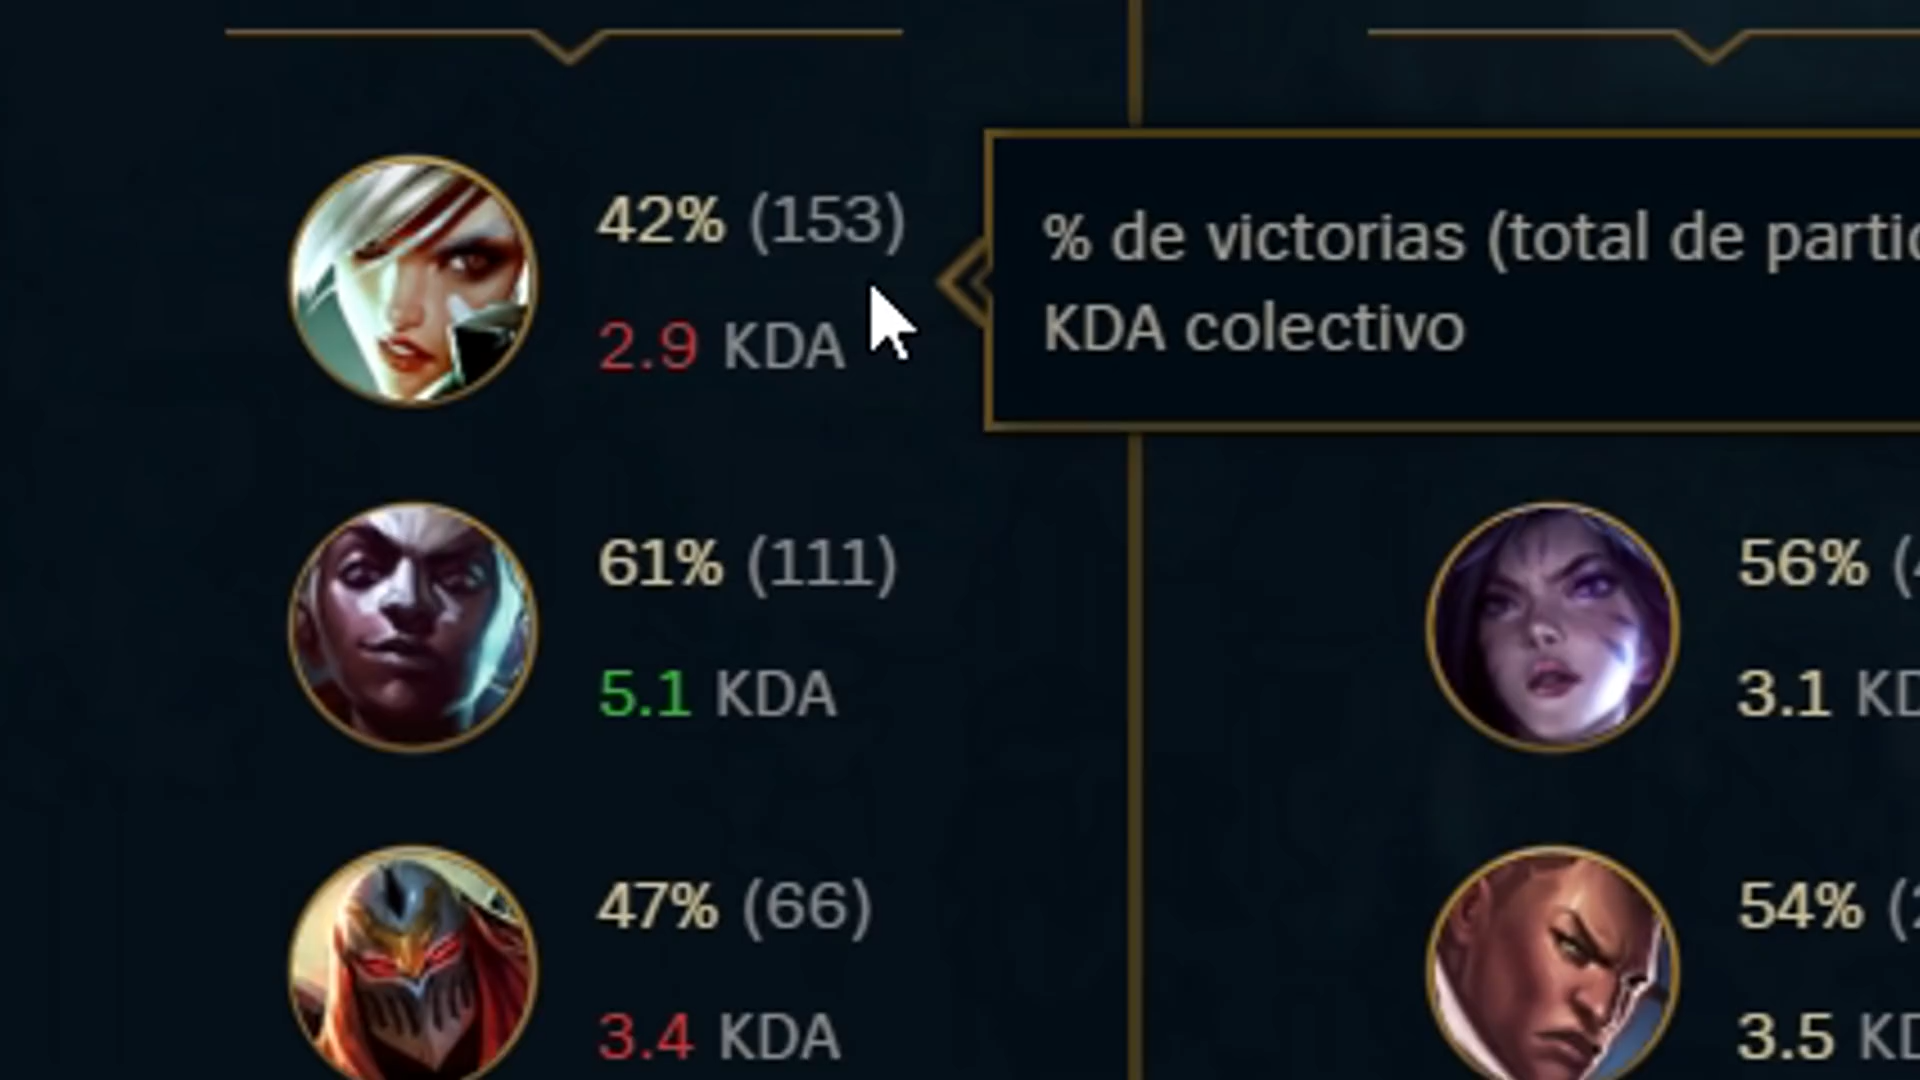 42% (153)
2.9 KDA
% de victorias (total de
KDA colectivo
61% (111)
5.1 KDA
47% (66)
3.4 KDA
56%
3.1
54%
3.5